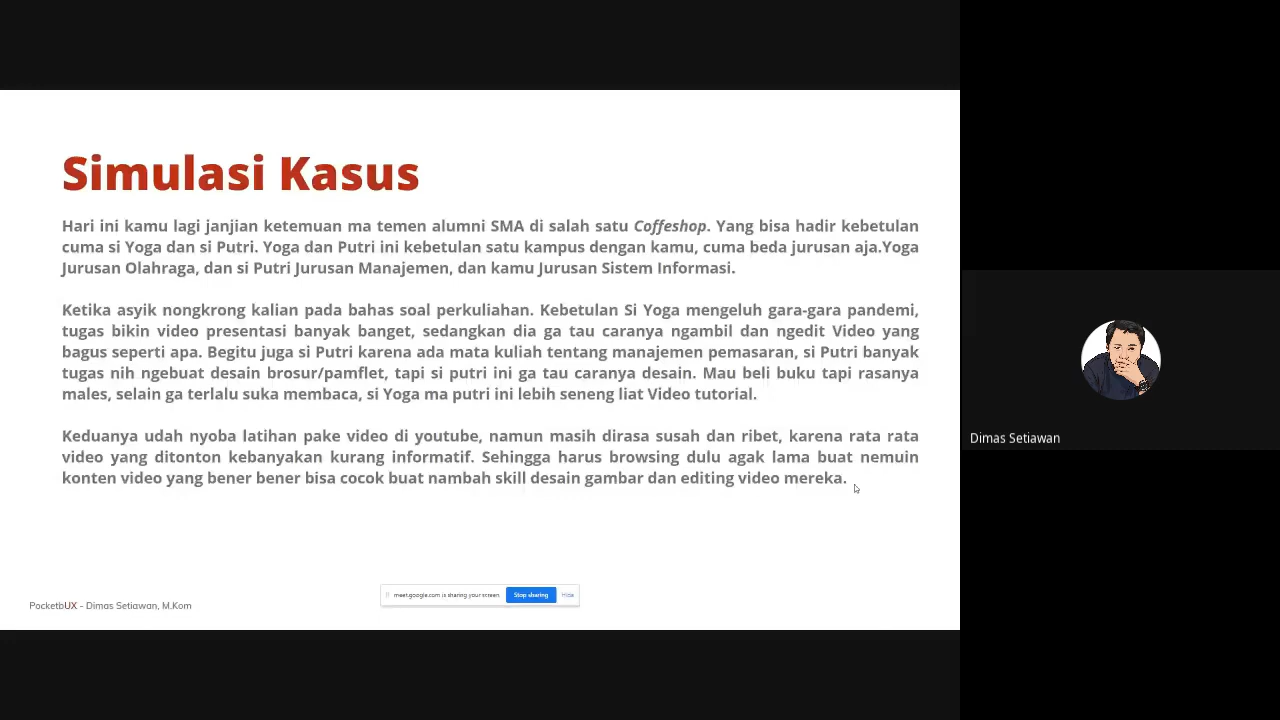 Simulasi Kasus
Hari ini kamu lagi janjian ketemuan ma temen alumni SMA di salah satu Coffeshop. Yang bisa hadir kebetulan
cuma si Yoga dan si Putri. Yoga dan Putri ini kebetulan satu kampus dengan kamu, cuma beda jurusan aja.Yoga
Jurusan Olahraga, dan si Putri Jurusan Manajemen, dan kamu Jurusan Sistem Informasi.
Ketika asyik nongkrong kalian pada bahas soal perkuliahan. Kebetulan Si Yoga mengeluh gara-gara pandemi,
tugas bikin video presentasi banyak banget, sedangkan dia ga tau caranya ngambil dan ngedit Video yang
bagus seperti apa. Begitu juga si Putri karena ada mata kuliah tentang manajemen pemasaran, si Putri banyak
tugas nih ngebuat desain brosur/pamflet, tapi si putri ini ga tau caranya desain. Mau beli buku tapi rasanya
males, selain ga terlalu suka membaca, si Yoga ma putri ini lebih seneng liat Video tutorial.
Keduanya udah nyoba latihan pake video di youtube, namun masih dirasa susah dan ribet, karena rata rata
video yang ditonton kebanyakan kurang informatif. Sehingga harus browsing dulu agak lama buat nemuin
konten video yang bener bener bisa cocok buat nambah skill desain gambar dan editing video mereka.
PocketbUX - Dimas Setiawan, M.Kom
meet.google.com is sharing your screen. Stop sharing Hide
Dimas Setiawan